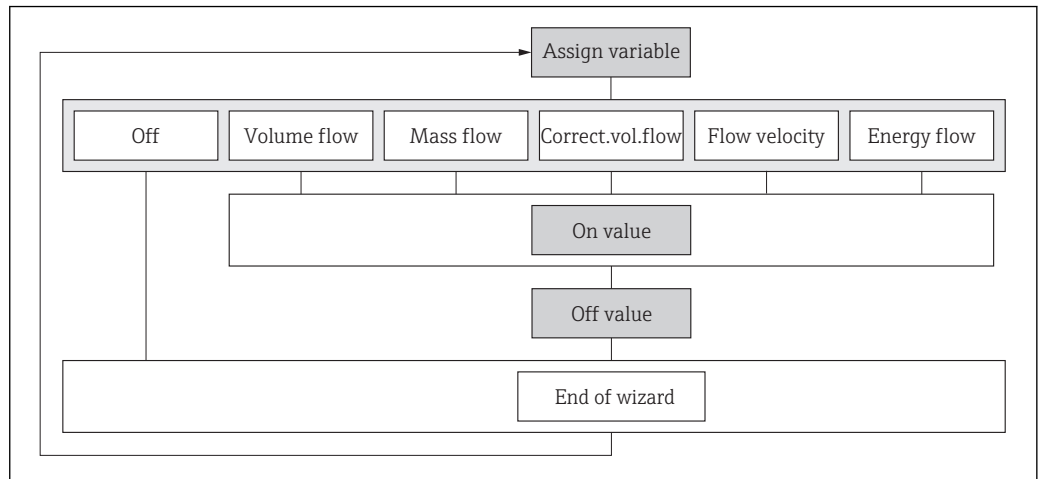 Assign variable
Off
Volume flow
Mass flow
Correct.vol.flow
Flow velocity
Energy flow
On value
Off value
End of wizard